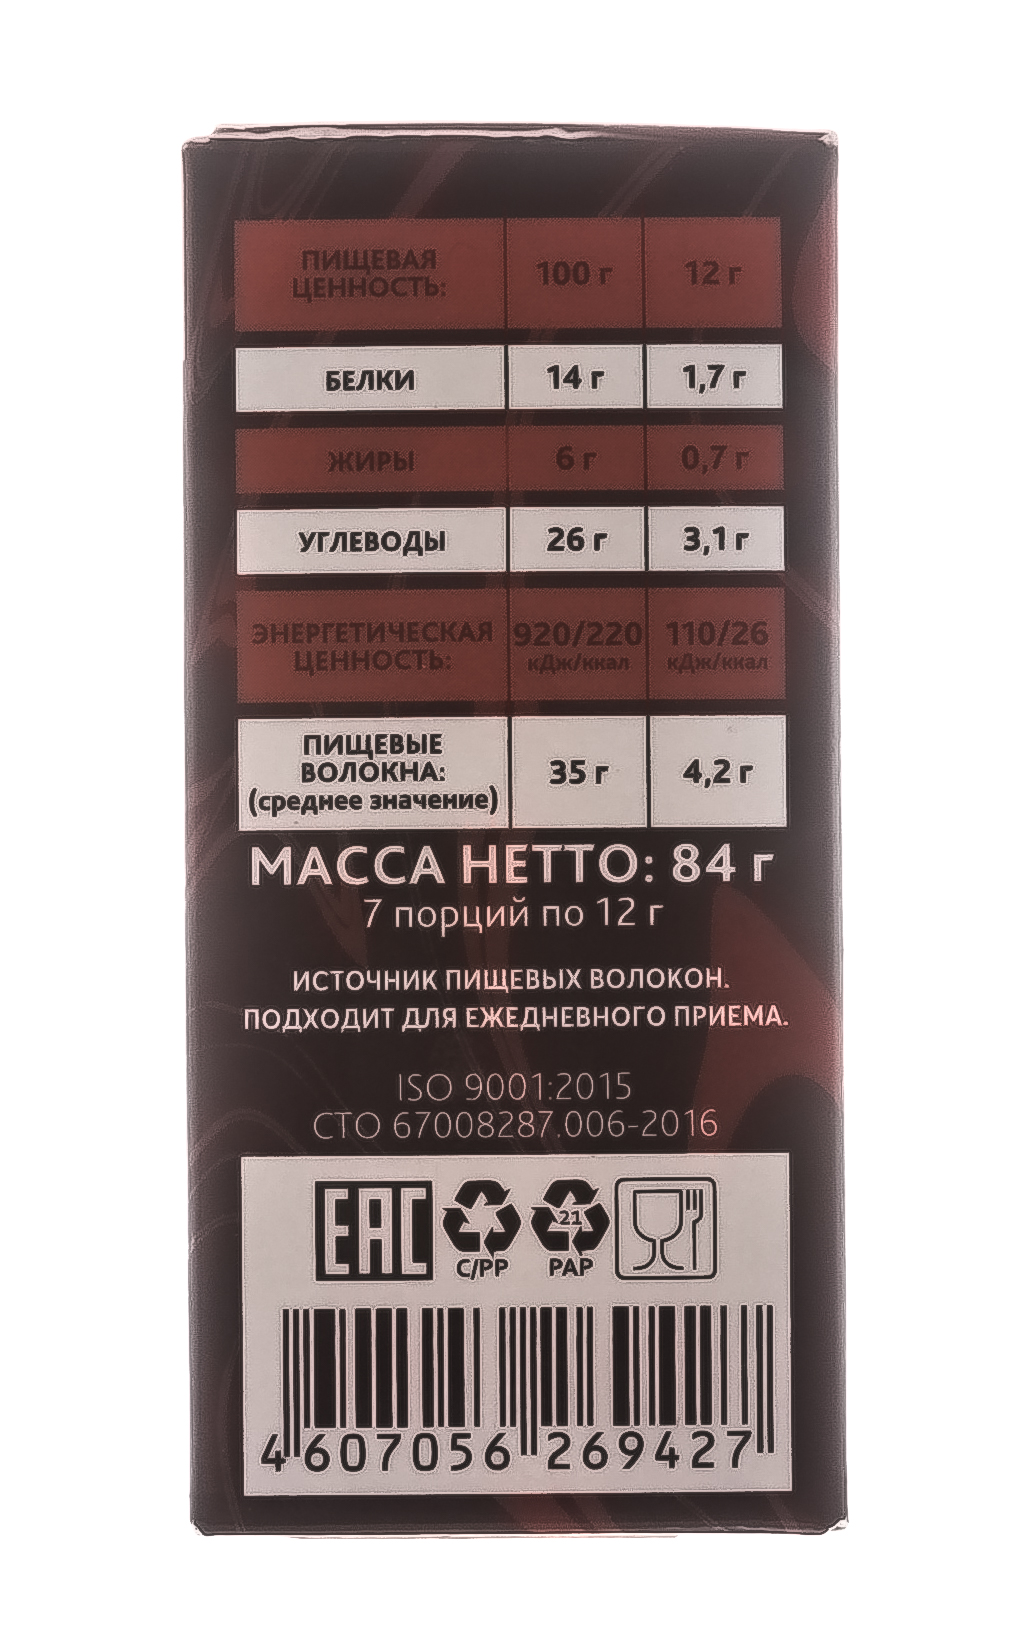 ПИЩЕВАЯ
ЦЕННОСТЬ:
100 г
12 г
БЕЛКИ 14 г 1,7 г
ЖИРЫ 6 г 0,7 г
УГЛЕВОДЫ 26 г 3,1 г
ЭНЕРГЕТИЧЕСКАЯ
ЦЕННОСТЬ:
920/220
кДж/ккал
110/26
кДж/ккал
ПИЩЕВЫЕ
ВОЛОКНА:
(среднее значение)
35 г
4,2 г
МАССА НЕТТО: 84 г
7 порций по 12 г
ИСТОЧНИК ПИЩЕВЫХ ВОЛОКОН.
ПОДХОДИТ ДЛЯ ЕЖЕДНЕВНОГО ПРИЕМА.
ISO 9001:2015
СТО 67008287.006-2016
EAC
C/PP
21
PAP
4 607056 269427